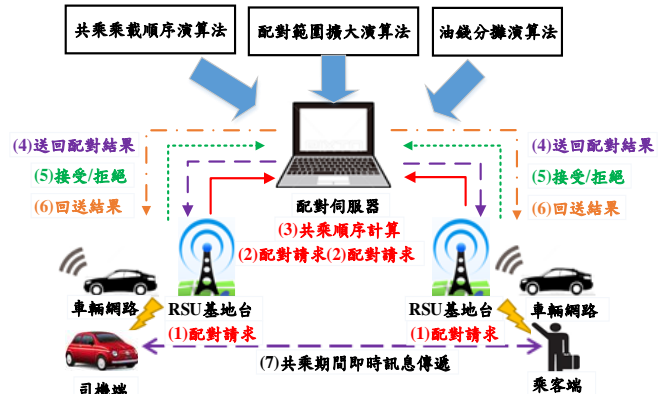 共乘乘載順序演算法
配對範圍擴大演算法
油錢分攤演算法
(4)送回配對結果
(5)接受/拒絕
(6)回送結果
(4)送回配對結果
(5)接受/拒絕
(6)回送結果
配對伺服器
(3)共乘順序計算
(2)配對請求(2)配對請求
車輛網路
RSU基地台
RSU基地台
車輛網路
(1)配對請求
(1)配對請求
(7)共乘期間即時訊息傳遞
司機端
乘客端